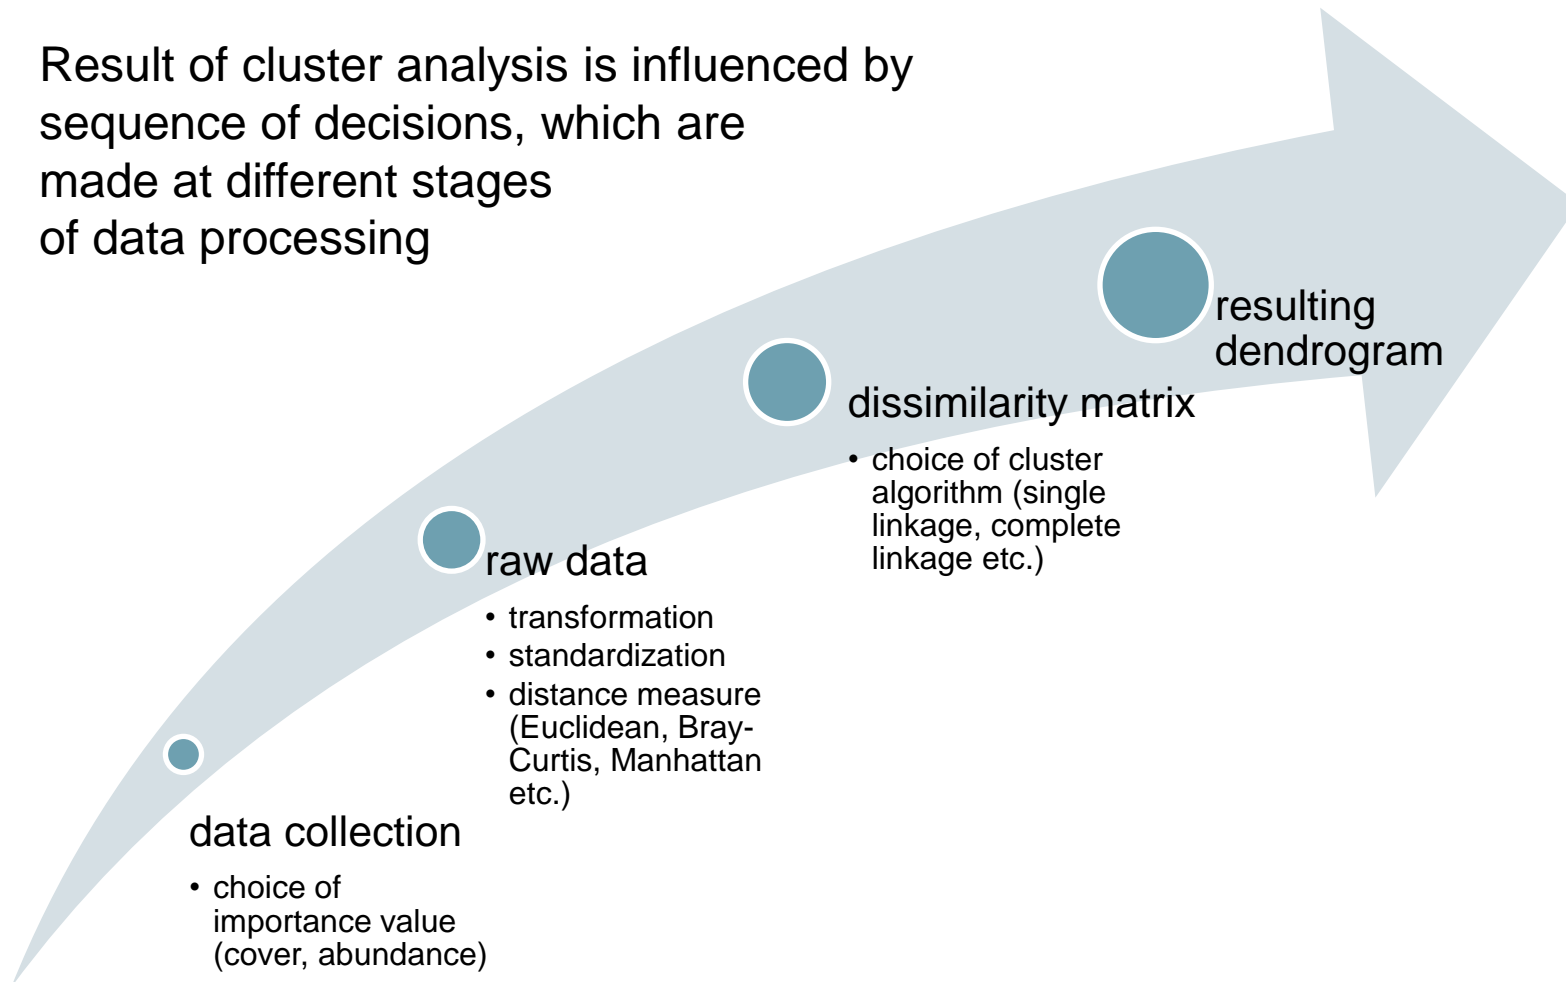 Result of cluster analysis is influenced by
sequence of decisions, which are
made at different stages
of data processing
data collection
• choice of
importance value
(cover, abundance)
raw data
• transformation
• standardization
• distance measure
(Euclidean, Bray-
Curtis, Manhattan
etc.)
dissimilarity matrix
• choice of cluster
algorithm (single
linkage, complete
linkage etc.)
resulting
dendrogram